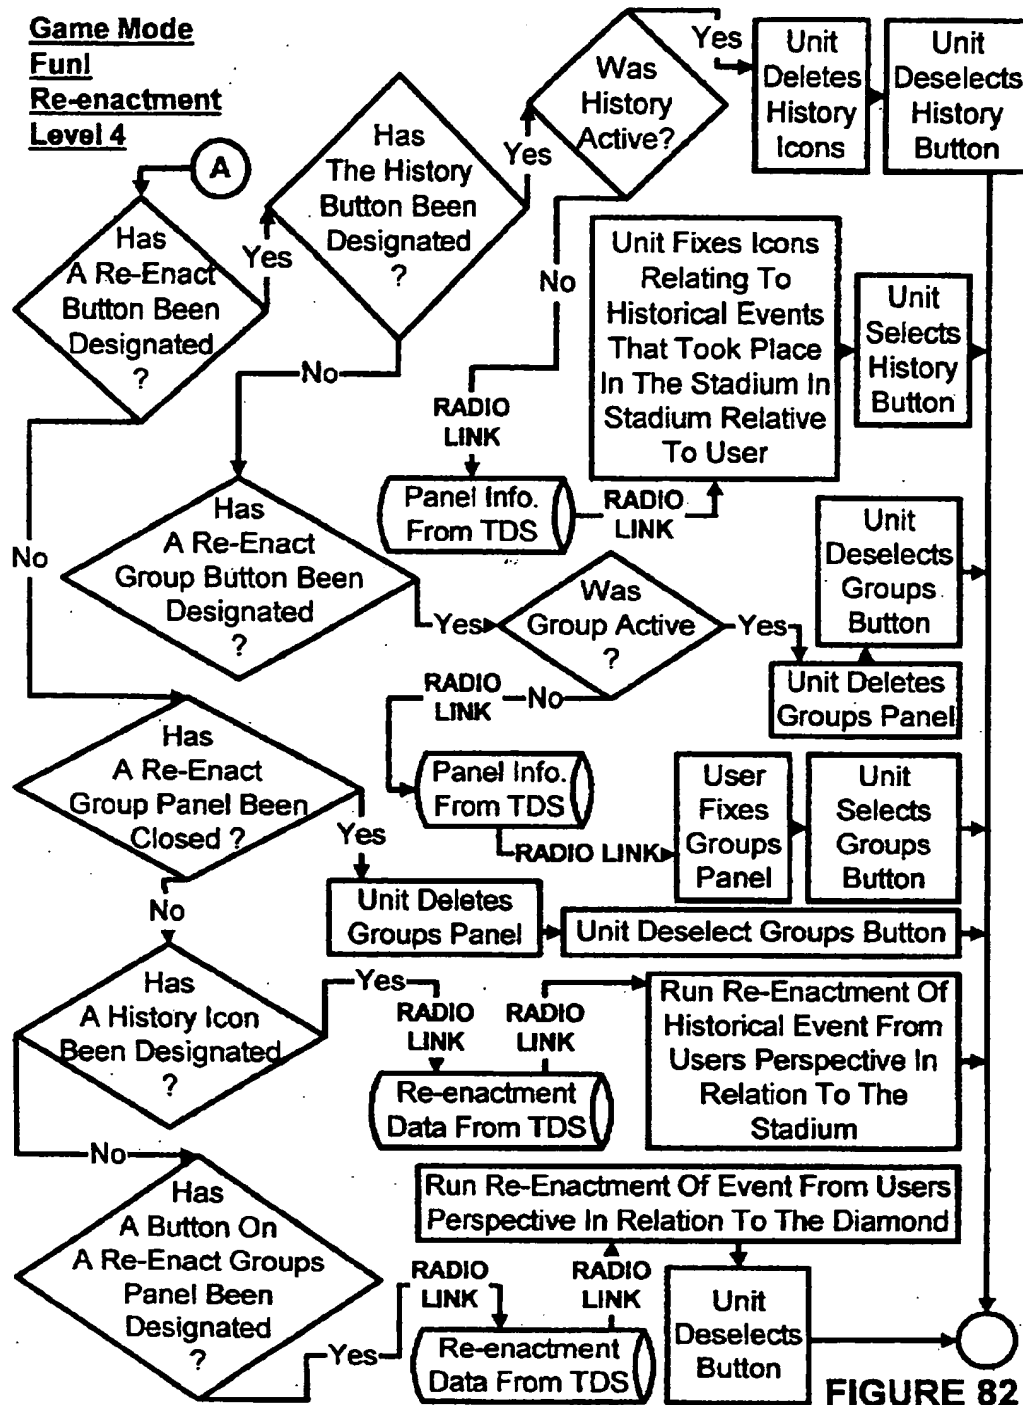 Game Mode
Fun!
Re-enactment
Level 4
A
Has
A Re-Enact
Button Been
Designated
?
Yes
No
Has
The History
Button Been
Designated
?
Yes
No
Was
History
Active?
Yes
No
Unit
Deletes
History
Icons
Unit
Deselects
History
Button
RADIO
LINK
Panel Info.
From TDS
RADIO
LINK
Unit Fixes Icons
Relating To
Historical Events
That Took Place
In The Stadium In
Stadium Relative
To User
Unit
Selects
History
Button
Has
A Re-Enact
Group Button Been
Designated
?
Yes
Was
Group Active
?
Yes
No
Unit
Deselects
Groups
Button
Unit Deletes
Groups Panel
RADIO
LINK
Panel Info.
From TDS
RADIO LINK
User
Fixes
Groups
Panel
Unit
Selects
Groups
Button
Has
A Re-Enact
Group Panel Been
Closed ?
Yes
No
Unit Deletes
Groups Panel
Unit Deselect Groups Button
Has
A History Icon
Been Designated
?
Yes
No
RADIO
LINK
Re-enactment
Data From TDS
RADIO
LINK
Run Re-Enactment Of
Historical Event From
Users Perspective In
Relation To The
Stadium
Has
A Button On
A Re-Enact Groups
Panel Been
Designated
?
Yes
RADIO
LINK
Re-enactment
Data From TDS
RADIO
LINK
Run Re-Enactment Of Event From Users
Perspective In Relation To The Diamond
Unit
Deselects
Button
FIGURE 82